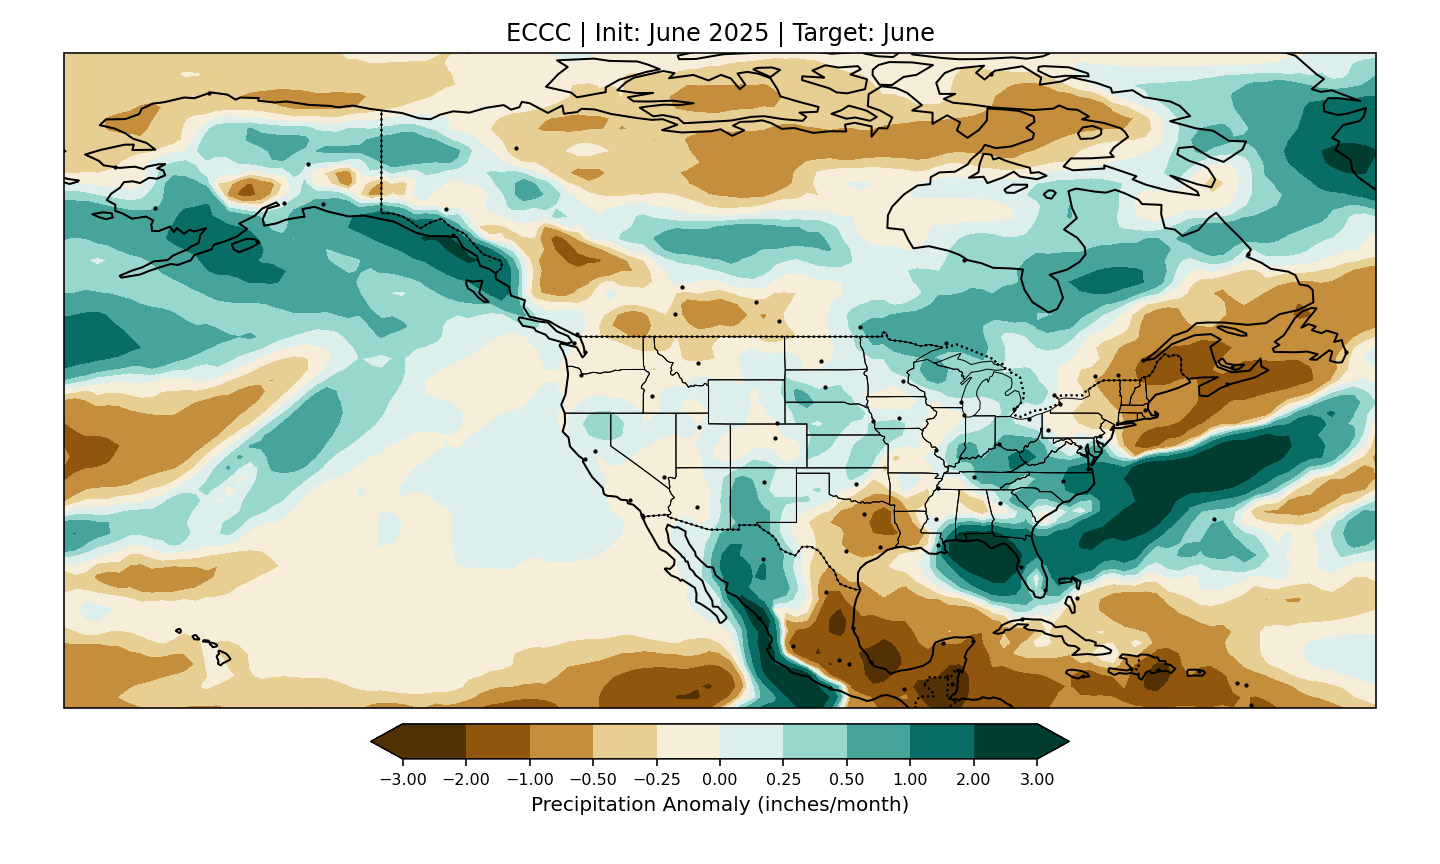 ECCC | Init: June 2025 | Target: June
−3.00 −2.00 −1.00 −0.50 −0.25 0.00 0.25 0.50 1.00 2.00 3.00
Precipitation Anomaly (inches/month)